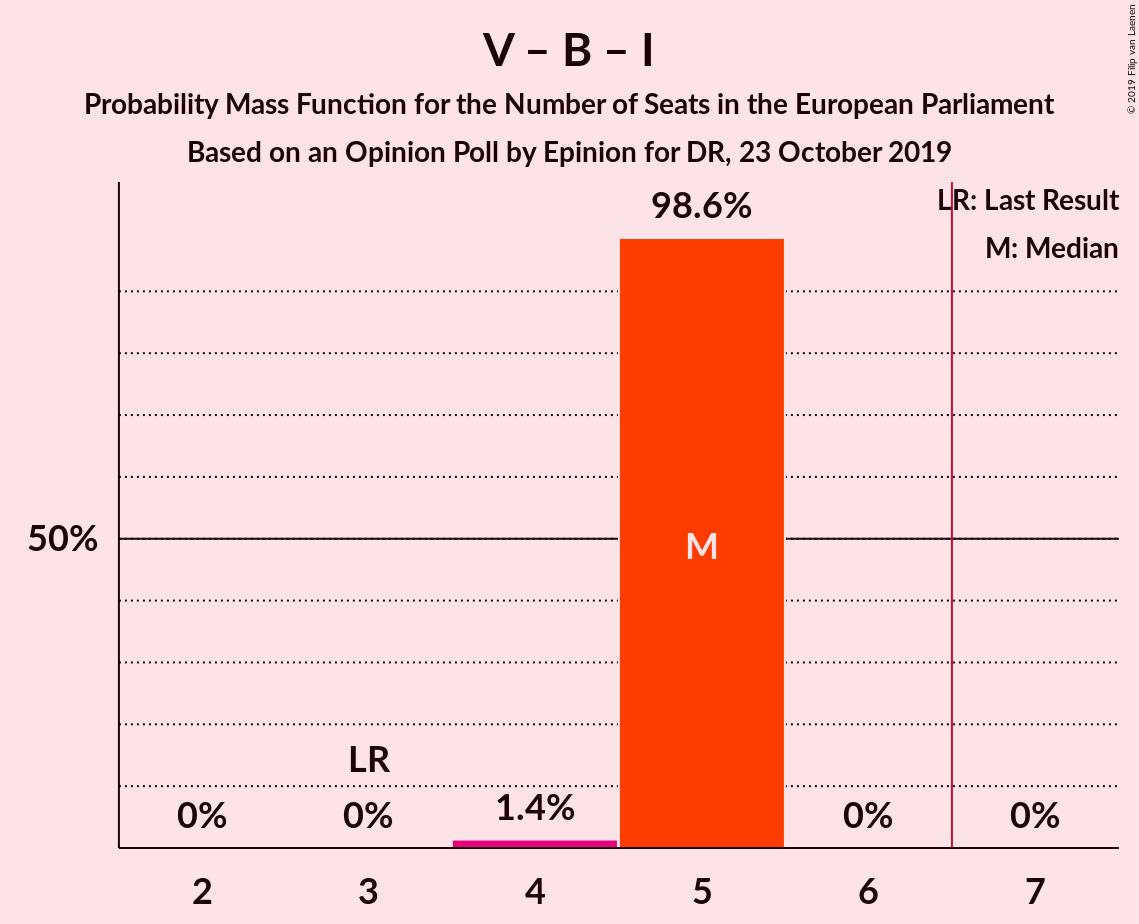 V – B – I
Probability Mass Function for the Number of Seats in the European Parliament
Based on an Opinion Poll by Epinion for DR, 23 October 2019
© 2019 Filip van Laenen
98.6%
LR: Last Result
M: Median
50%
M
LR
0%
0%
1.4%
0%
0%
2
3
4
5
6
7